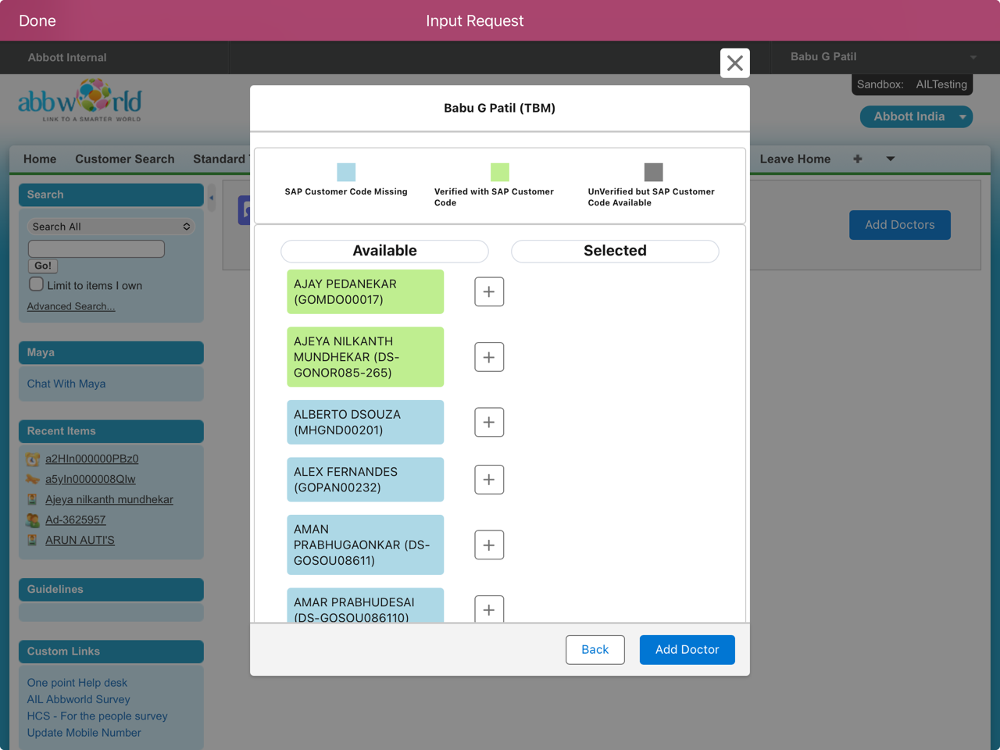 Done
Input Request
Abbott Internal
Babu G Patil
Sandbox: AILTesting
abbworld
LINK TO A SMARTER WORLD
Abbott India
Home
Customer Search
Standard
Leave Home
Search
Search All
Go!
Limit to items I own
Advanced Search...
Maya
Chat With Maya
Recent Items
a2HIn000000PBz0
a5yIn0000008QIw
Ajeya nilkanth mundhekar
Ad-3625957
ARUN AUTI'S
Guidelines
Custom Links
One point Help desk
AIL Abbworld Survey
HCS - For the people survey
Update Mobile Number
Add Doctors
Babu G Patil (TBM)
SAP Customer Code Missing
Verified with SAP Customer
Code
UnVerified but SAP Customer
Code Available
Available
Selected
AJAY PEDANEKAR
(GOMDO00017)
AJEYA NILKANTH
MUNDHEKAR (DS-
GONOR085-265)
ALBERTO DSOUZA
(MHGND00201)
ALEX FERNANDES
(GOPAN00232)
AMAN
PRABHUGAONKAR (DS-
GOSOU08611)
AMAR PRABHUDESAI
(DS-GOSOU086110)
Back
Add Doctor